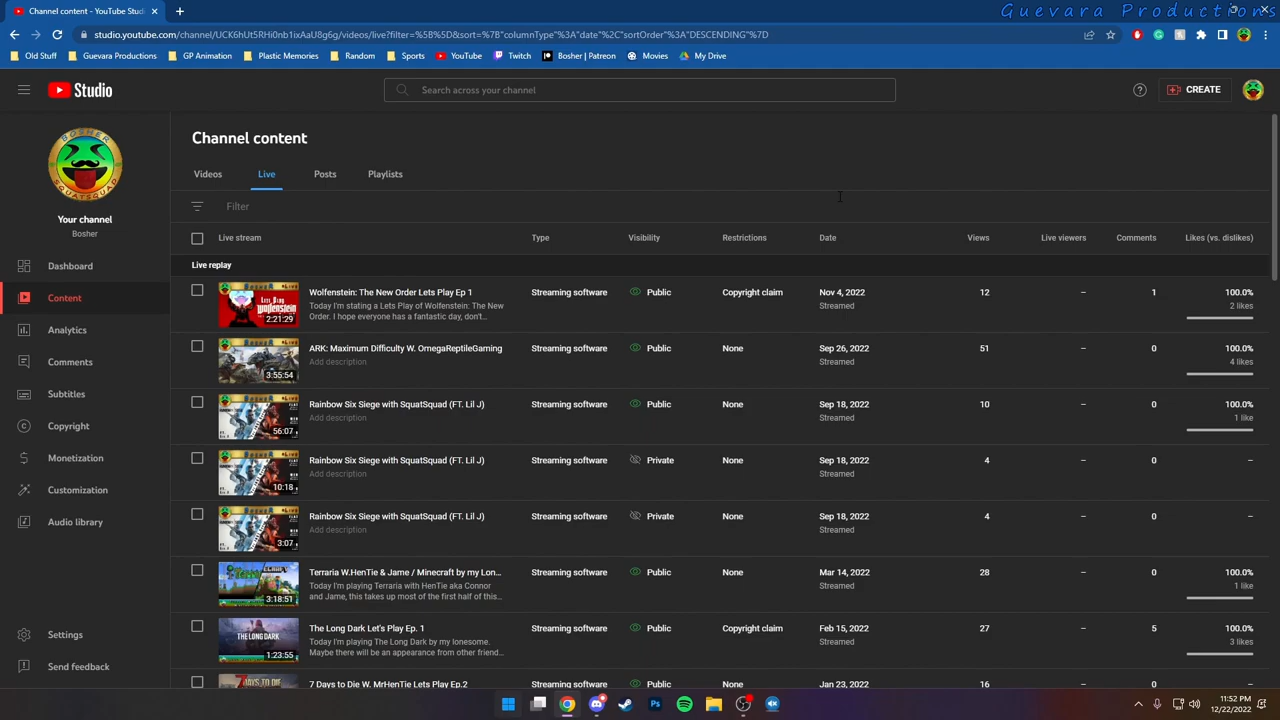 Guevara Productions
Channel content - YouTube Studio
studio.youtube.com/channel/UCK6hUt5RHi0nb1ixAaU8g6g/videos/live?filter=%5B%5D&sort=%7B"columnType"%3A"date"%2C"sortOrder"%3A"DESCENDING"%7D
Old Stuff Guevara Productions GP Animation Plastic Memories Random Sports YouTube Twitch Bosher | Patreon Movies My Drive
Studio
Search across your channel
CREATE
BOSHER
SQUATSQUAD
Your channel
Bosher
Dashboard
Content
Analytics
Comments
Subtitles
Copyright
Monetization
Customization
Audio library
Settings
Send feedback
Channel content
Videos Live Posts Playlists
Filter
Live stream Type Visibility Restrictions Date Views Live viewers Comments Likes (vs. dislikes)
Live replay
Wolfenstein: The New Order Lets Play Ep 1 Streaming software Public Copyright claim Nov 4, 2022 12 – 1 100.0%
Today I'm stating a Lets Play of Wolfenstein: The New Streamed 2 likes
Order. I hope everyone has a fantastic day, don't...
2:21:29
ARK: Maximum Difficulty W. OmegaReptileGaming Streaming software Public None Sep 26, 2022 51 – 0 100.0%
Add description Streamed 4 likes
3:55:54
Rainbow Six Siege with SquatSquad (FT. Lil J) Streaming software Public None Sep 18, 2022 10 – 0 100.0%
Add description Streamed 1 like
56:07
Rainbow Six Siege with SquatSquad (FT. Lil J) Streaming software Private None Sep 18, 2022 4 – 0 –
Add description Streamed
10:18
Rainbow Six Siege with SquatSquad (FT. Lil J) Streaming software Private None Sep 18, 2022 4 – 0 –
Add description Streamed
3:07
Terraria W.HenTie & Jame / Minecraft by my Lon... Streaming software Public None Mar 14, 2022 28 – 0 100.0%
Today I'm playing Terraria with HenTie aka Connor Streamed 1 like
and Jame, this takes up most of the first half of this...
3:18:51
The Long Dark Let's Play Ep. 1 Streaming software Public Copyright claim Feb 15, 2022 27 – 5 100.0%
Today I'm playing The Long Dark by my lonesome. Streamed 3 likes
Maybe there will be an appearance from other friend...
THE LONG DARK
1:23:55
7 Days to Die W. MrHenTie Lets Play Ep.2 Streaming software Public None Jan 23, 2022 16 – 0 100.0%
11:52 PM
12/22/2022